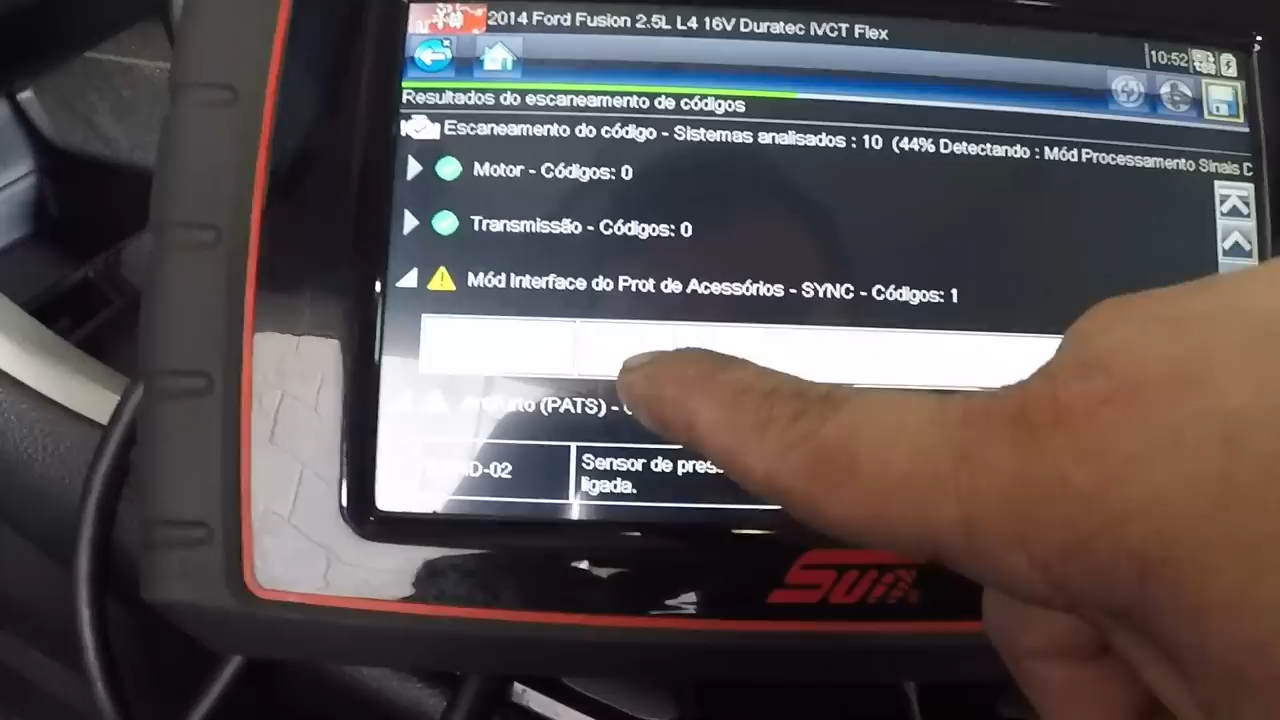 2014 Ford Fusion 2.5L L4 16V Duratec IVCT Flex
10:52
Resultados do escaneamento de códigos
Escaneamento do código - Sistemas analisados : 10 (44% Detectando : Mód Processamento Sinais D
Motor - Códigos: 0
Transmissão - Códigos: 0
Mód Interface do Prot de Acessórios - SYNC - Códigos: 1
(PATS) -
D-02
Sensor de
ligada.
Sun